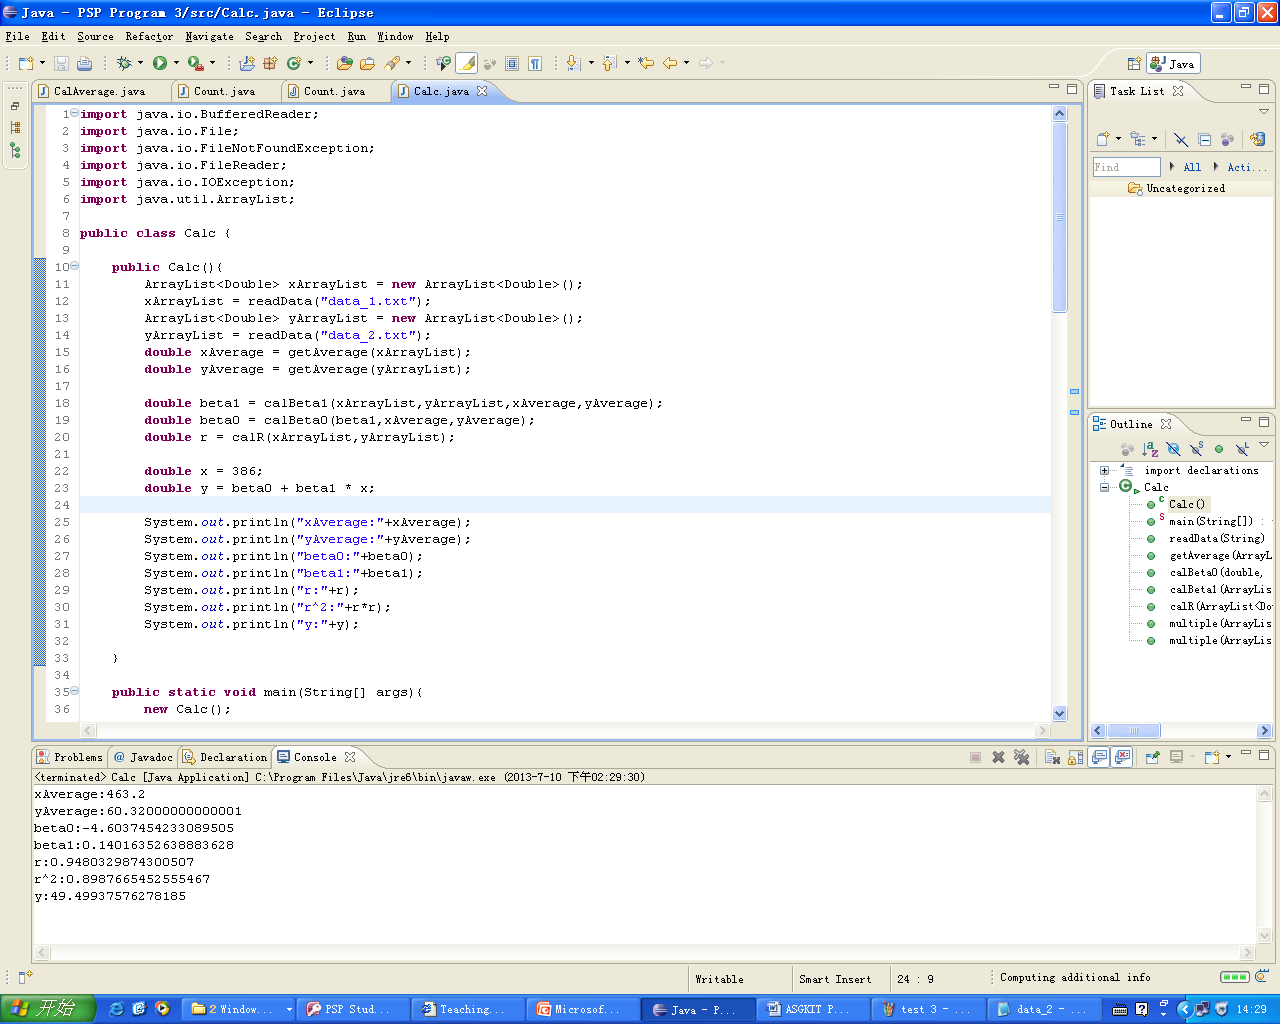 Java - PSP Program 3/src/Calc.java - Eclipse
File Edit Source Refactor Navigate Search Project Run Window Help
Java
CalAverage.java Count.java Count.java Calc.java
1 import java.io.BufferedReader;
2 import java.io.File;
3 import java.io.FileNotFoundException;
4 import java.io.FileReader;
5 import java.io.IOException;
6 import java.util.ArrayList;
7
8 public class Calc {
9
10 public Calc(){
11 ArrayList<Double> xArrayList = new ArrayList<Double>();
12 xArrayList = readData("data_1.txt");
13 ArrayList<Double> yArrayList = new ArrayList<Double>();
14 yArrayList = readData("data_2.txt");
15 double xAverage = getAverage(xArrayList);
16 double yAverage = getAverage(yArrayList);
17
18 double beta1 = calBeta1(xArrayList,yArrayList,xAverage,yAverage);
19 double beta0 = calBeta0(beta1,xAverage,yAverage);
20 double r = calR(xArrayList,yArrayList);
21
22 double x = 386;
23 double y = beta0 + beta1 * x;
24
25 System.out.println("xAverage:"+xAverage);
26 System.out.println("yAverage:"+yAverage);
27 System.out.println("beta0:"+beta0);
28 System.out.println("beta1:"+beta1);
29 System.out.println("r:"+r);
30 System.out.println("r^2:"+r*r);
31 System.out.println("y:"+y);
32
33 }
34
35 public static void main(String[] args){
36 new Calc();
Task List
Find All Acti...
Uncategorized
Outline
import declarations
Calc
Calc()
main(String[]) :
readData(String)
getAverage(ArrayL
calBeta0(double,
calBeta1(ArrayLis
calR(ArrayList<Do
multiple(ArrayLis
multiple(ArrayLis
Problems Javadoc Declaration Console
<terminated> Calc [Java Application] C:\Program Files\Java\jre6\bin\javaw.exe (2013-7-10 下午02:29:30)
xAverage:463.2
yAverage:60.32000000000001
beta0:-4.6037454233089505
beta1:0.14016352638883628
r:0.9480329874300507
r^2:0.8987665452555467
y:49.49937576278185
Writable Smart Insert 24 : 9 Computing additional info
开始 2 Window... PSP Stud... Teaching... Microsof... Java - P... ASGKIT P... test 3 - ... data_2 - ... 14:29